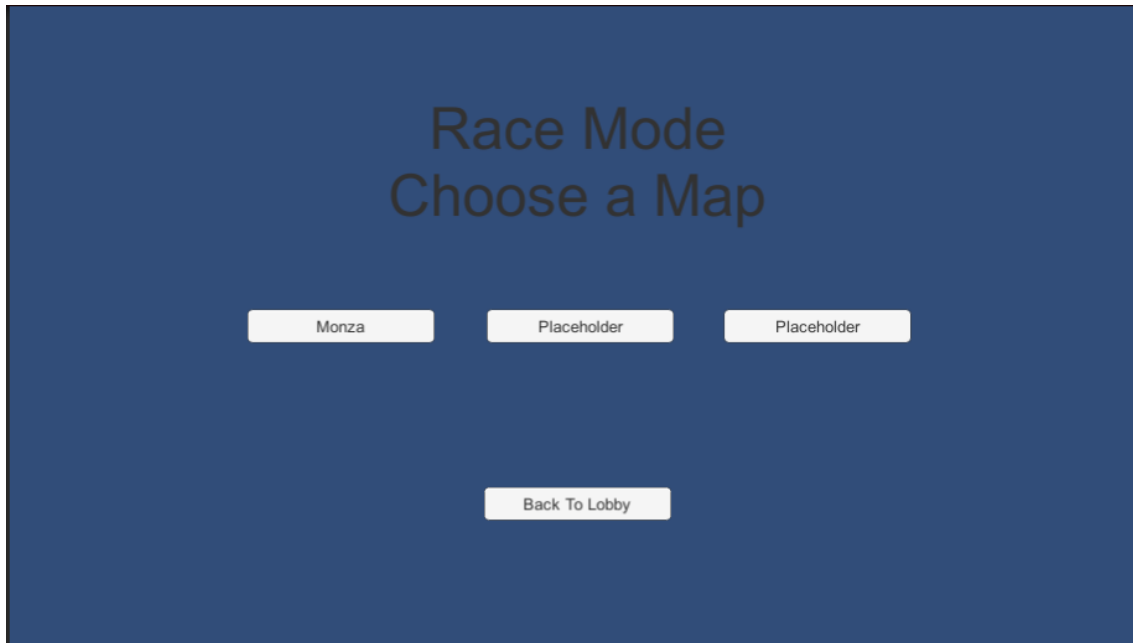 Race Mode
Choose a Map
Monza
Placeholder
Placeholder
Back To Lobby